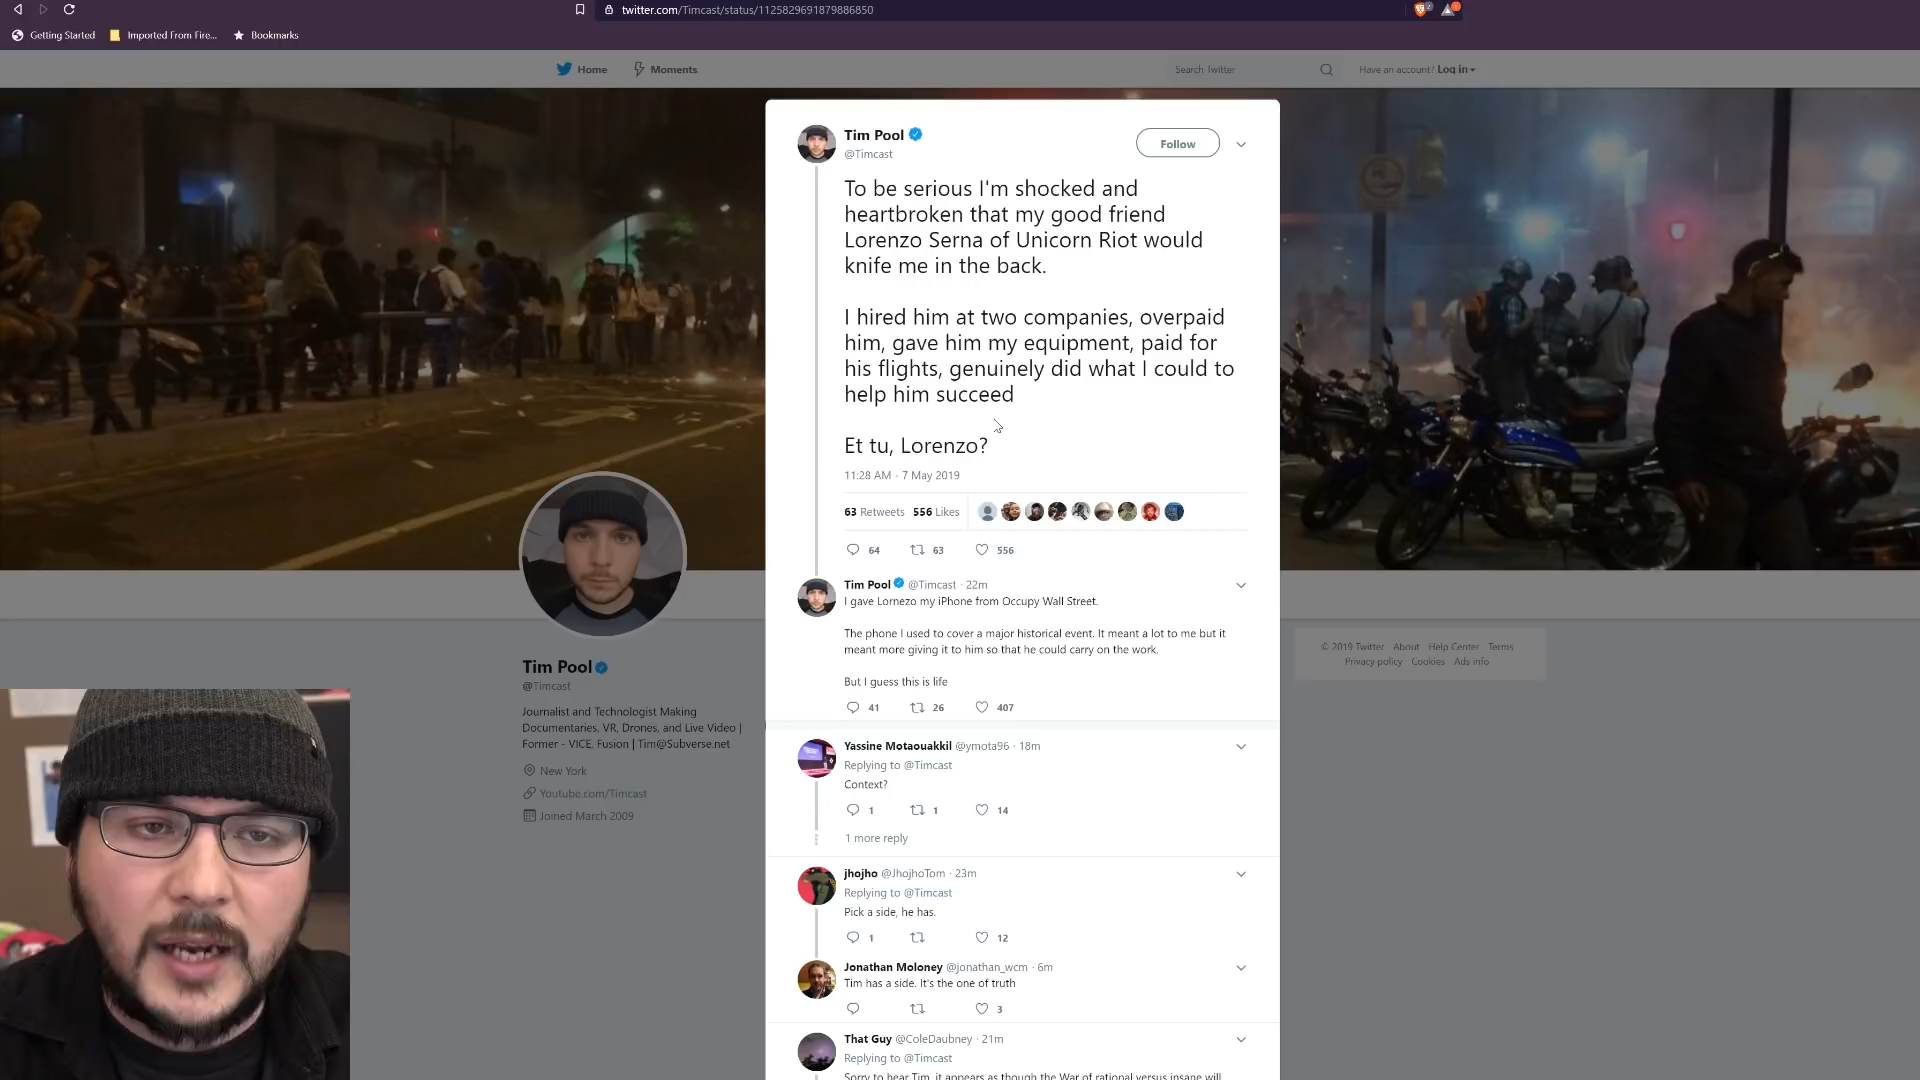 twitter.com/Timcast/status/1125829691879886850
Getting Started
Imported From Fire...
Bookmarks
Home
Moments
Search Twitter
Have an account? Log in
Tim Pool
@Timcast
Follow
To be serious I'm shocked and
heartbroken that my good friend
Lorenzo Serna of Unicorn Riot would
knife me in the back.
I hired him at two companies, overpaid
him, gave him my equipment, paid for
his flights, genuinely did what I could to
help him succeed
Et tu, Lorenzo?
11:28 AM - 7 May 2019
63 Retweets 556 Likes
64 63 556
Tim Pool @Timcast · 22m
I gave Lornezo my iPhone from Occupy Wall Street.
The phone I used to cover a major historical event. It meant a lot to me but it
meant more giving it to him so that he could carry on the work.
But I guess this is life
41 26 407
Yassine Motaouakkil @ymota96 · 18m
Replying to @Timcast
Context?
1 1 14
1 more reply
jhojho @JhojhoTom · 23m
Replying to @Timcast
Pick a side, he has.
1 12
Jonathan Moloney @jonathan_wcm · 6m
Tim has a side. It's the one of truth
3
That Guy @ColeDaubney · 21m
Replying to @Timcast
Sorry to hear Tim, it appears as though the War of rational versus insane will
Tim Pool
@Timcast
Journalist and Technologist Making
Documentaries, VR, Drones, and Live Video |
Former - VICE, Fusion | Tim@Subverse.net
New York
Youtube.com/Timcast
Joined March 2009
© 2019 Twitter About Help Center Terms
Privacy policy Cookies Ads info